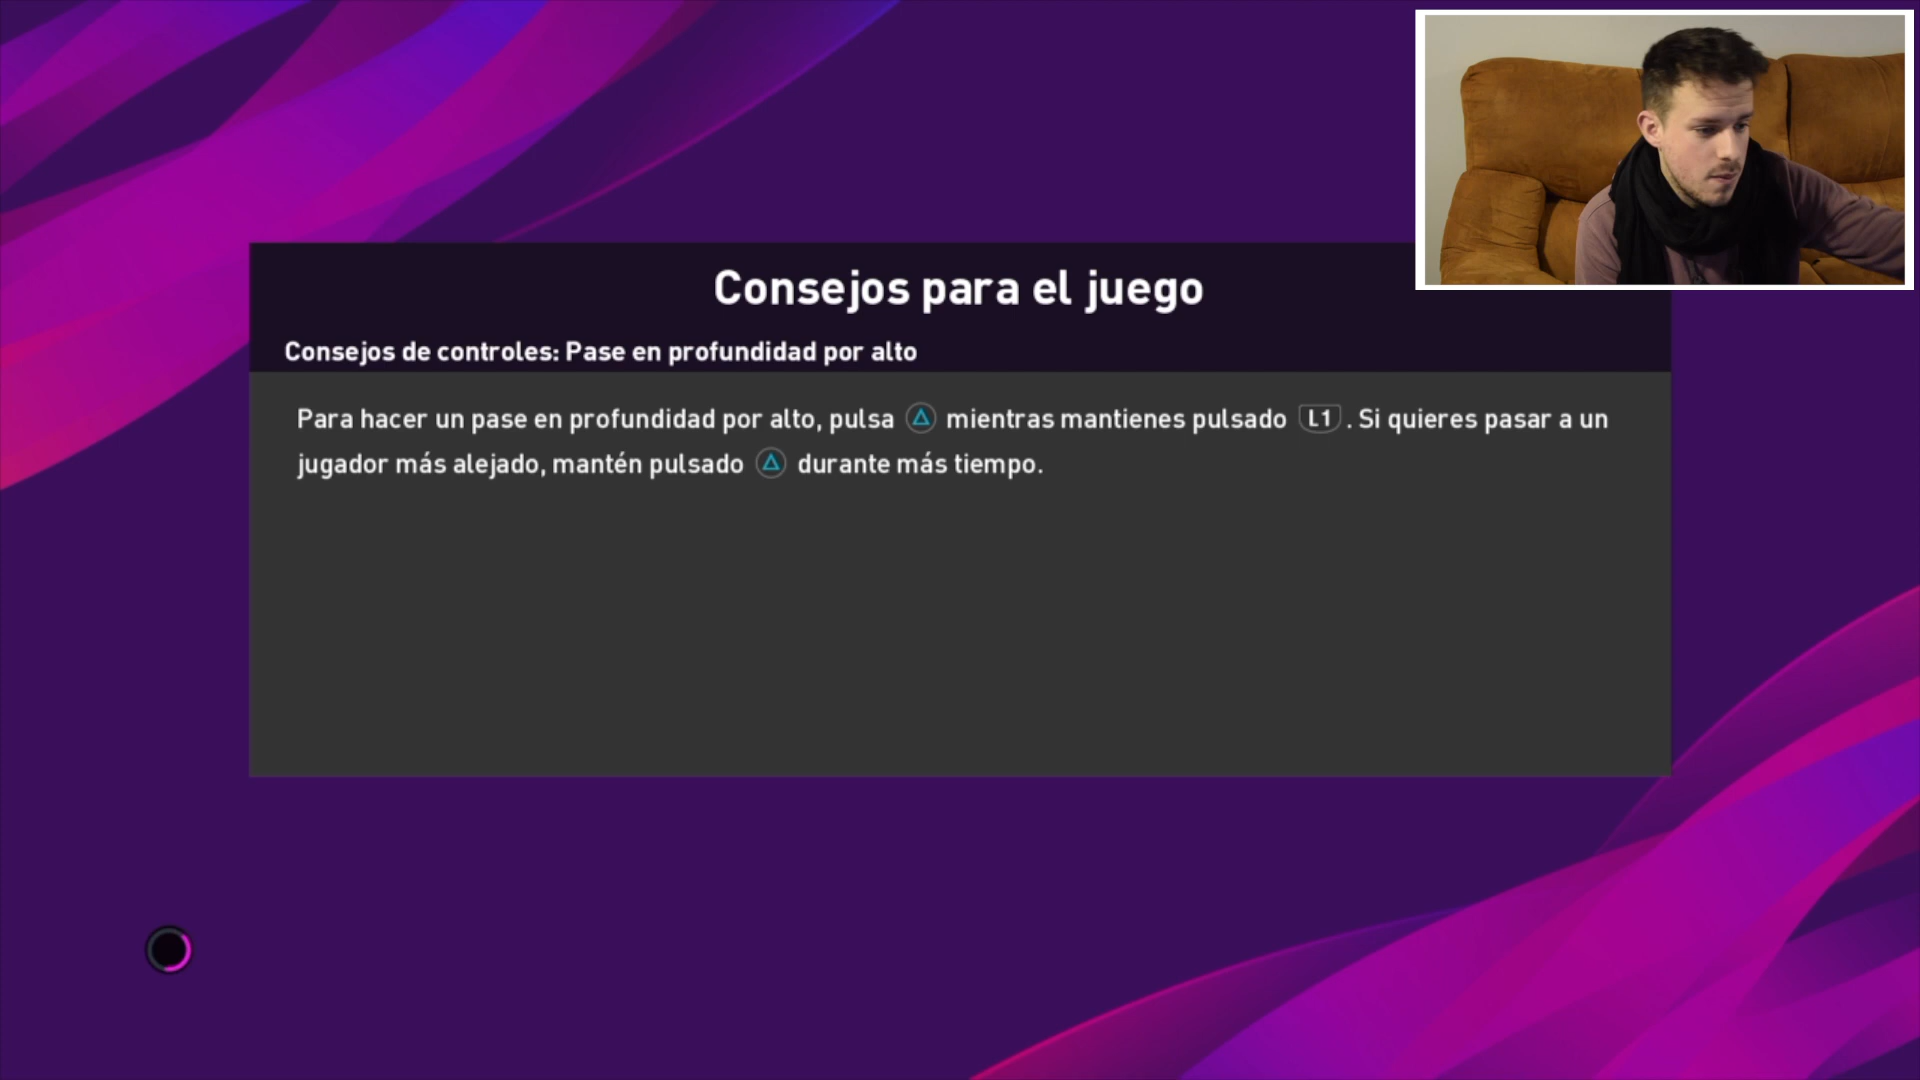 Consejos para el juego
Consejos de controles: Pase en profundidad por alto
Para hacer un pase en profundidad por alto, pulsa △ mientras mantienes pulsado L1. Si quieres pasar a un
jugador más alejado, mantén pulsado △ durante más tiempo.